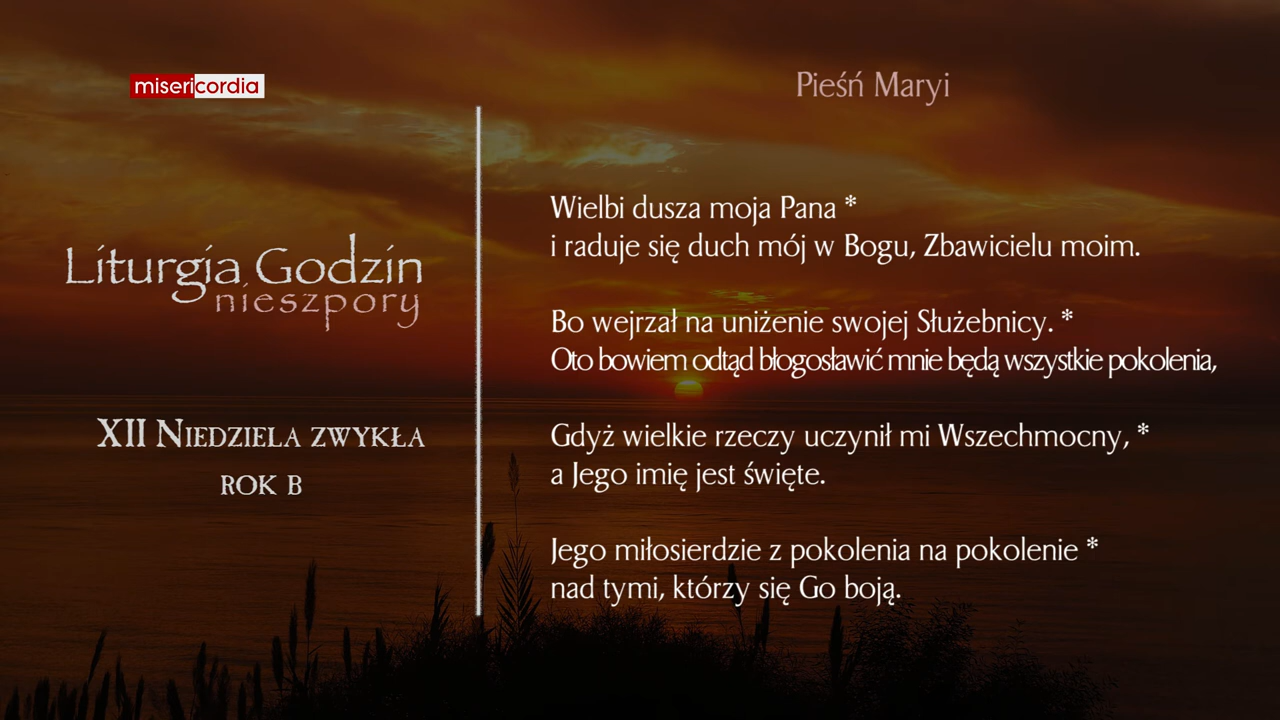 misericordia
Liturgia Godzin
nieszpory
XII Niedziela zwykła
rok B
Pieśń Maryi
Wielbi dusza moja Pana *
i raduje się duch mój w Bogu, Zbawicielu moim.
Bo wejrzał na uniżenie swojej Służebnicy. *
Oto bowiem odtąd błogosławić mnie będą wszystkie pokolenia,
Gdyż wielkie rzeczy uczynił mi Wszechmocny, *
a Jego imię jest święte.
Jego miłosierdzie z pokolenia na pokolenie *
nad tymi, którzy się Go boją.